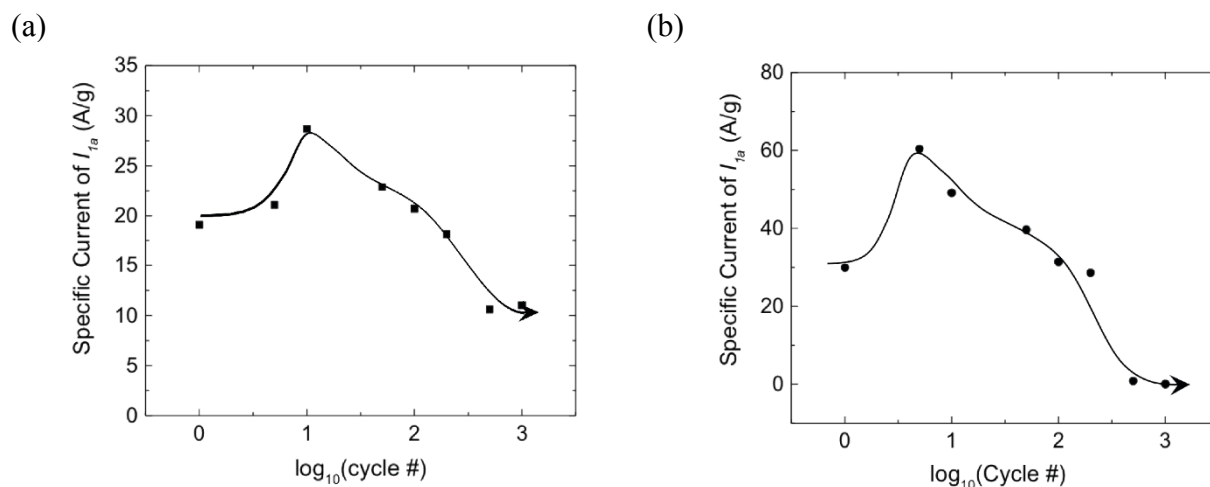 (a)
(b)
35
30
25
20
15
10
5
0
Specific Current of I1a (A/g)
0 1 2 3
log10(cycle #)
80
60
40
20
0
Specific Current of I1a (A/g)
0 1 2 3
log10(Cycle #)